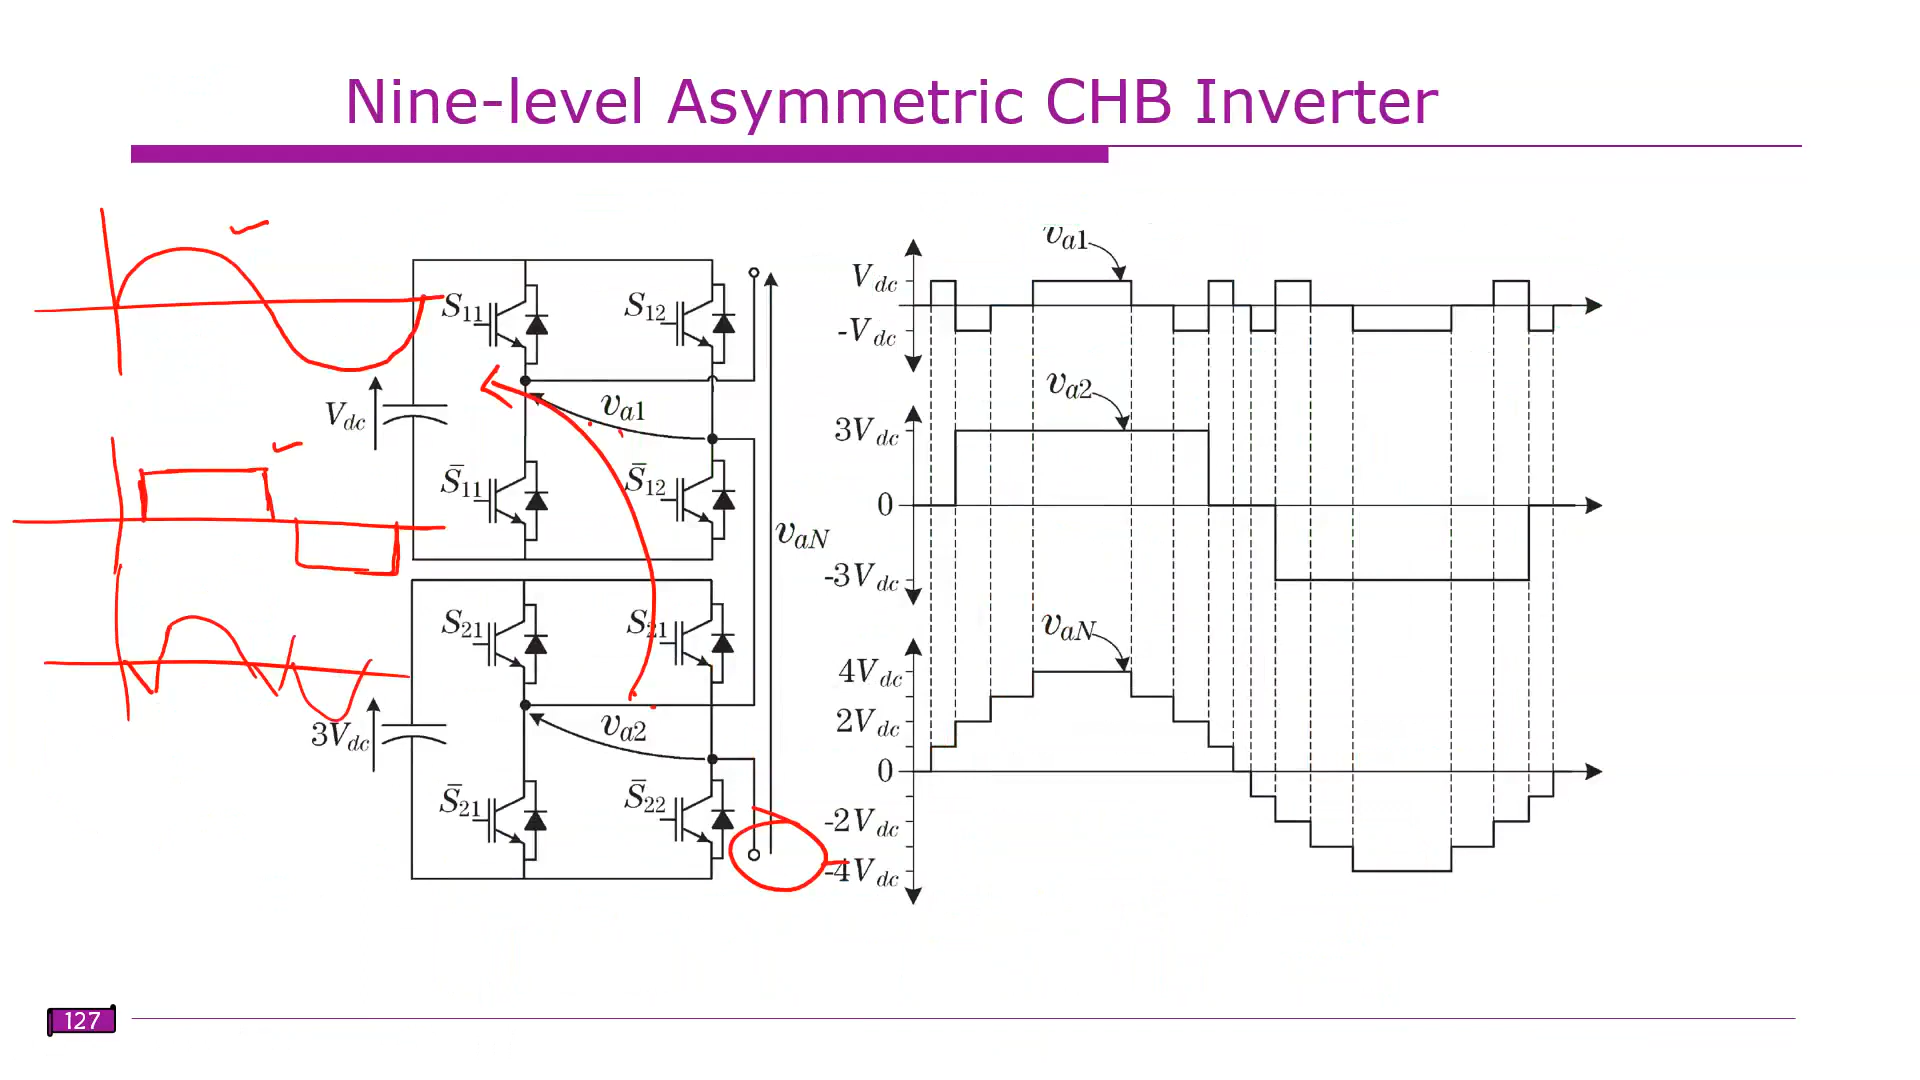 Nine-level Asymmetric CHB Inverter
S11
S12
Vdc
va1
S̄11
S̄12
vaN
S21
S21
3Vdc
va2
S̄21
S̄22
va1
Vdc
-Vdc
va2
3Vdc
0
-3Vdc
vaN
4Vdc
2Vdc
0
-2Vdc
-4Vdc
127